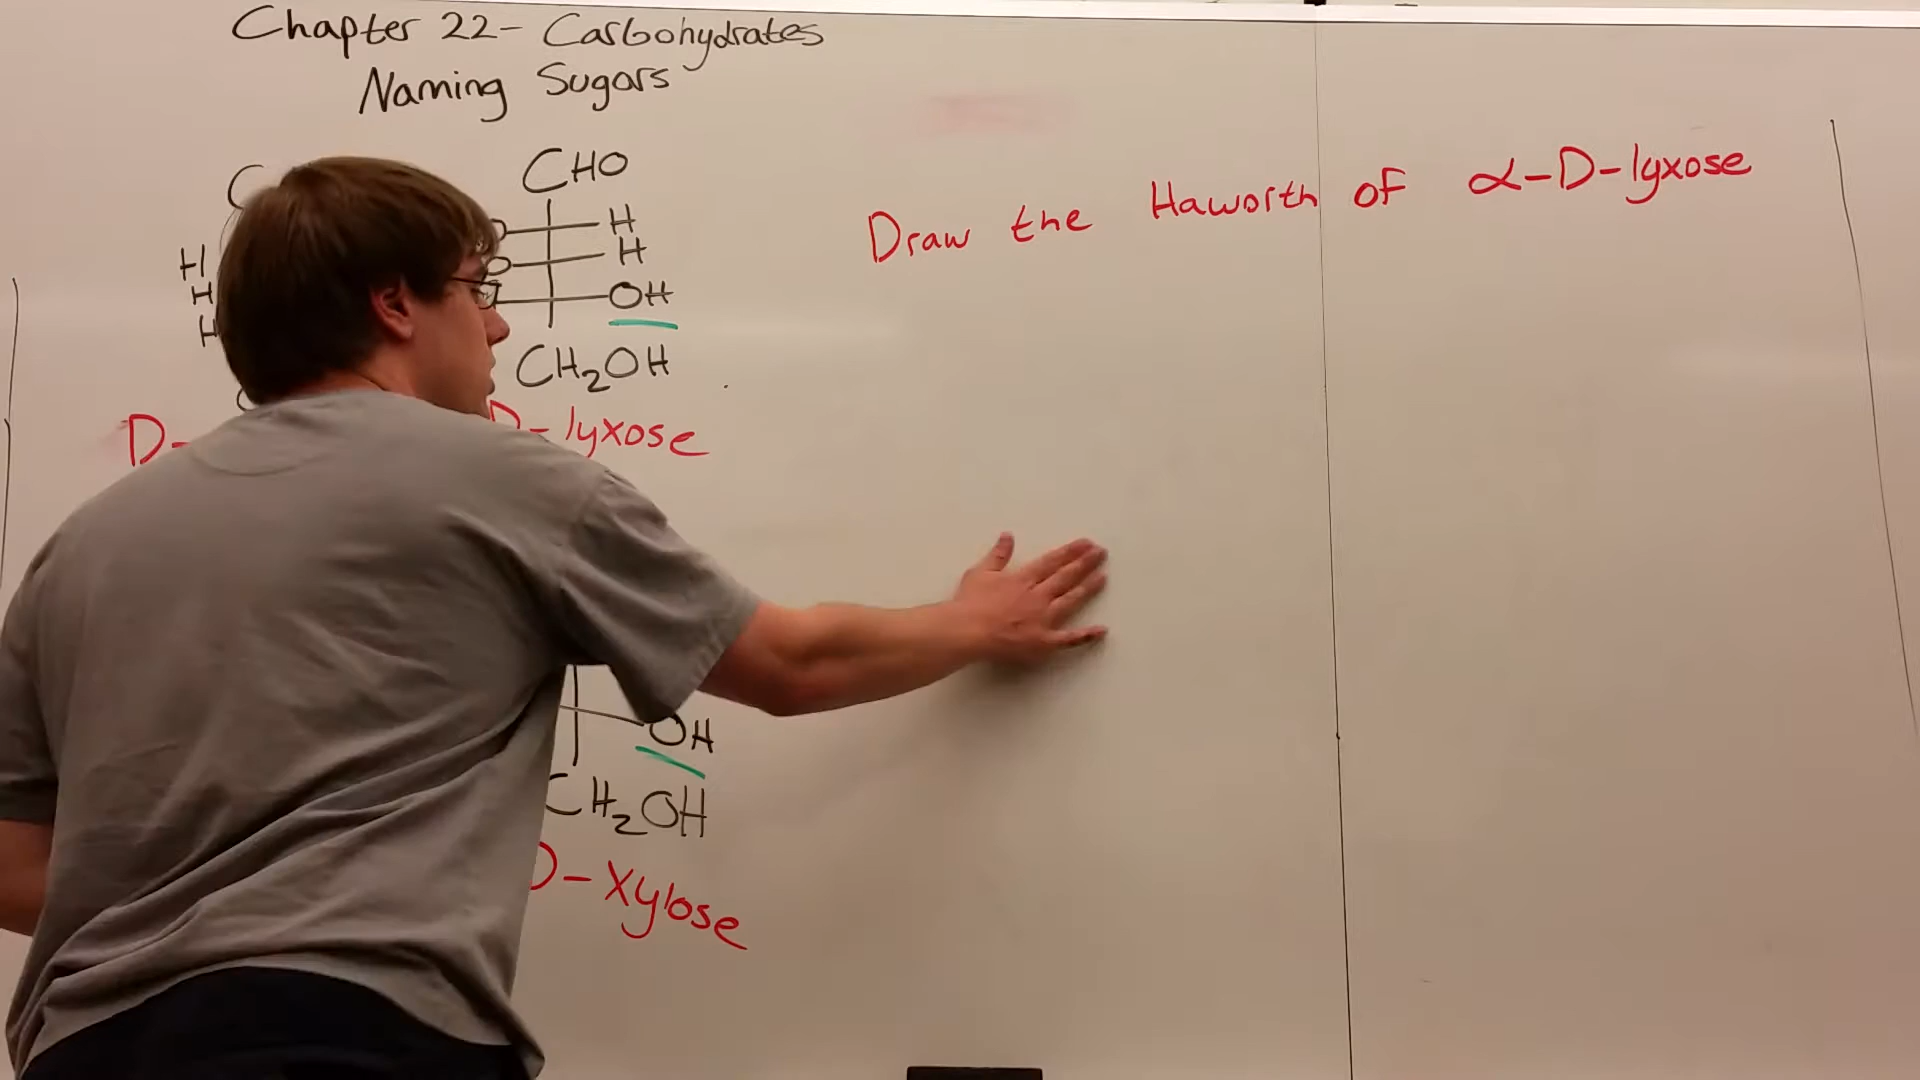 Chapter 22- Carbohydrates
Naming Sugars
Draw the Haworth of α-D-lyxose
CHO
H
H
H
H
H
OH
CH₂OH
D-
D-lyxose
OH
CH₂OH
D-Xylose